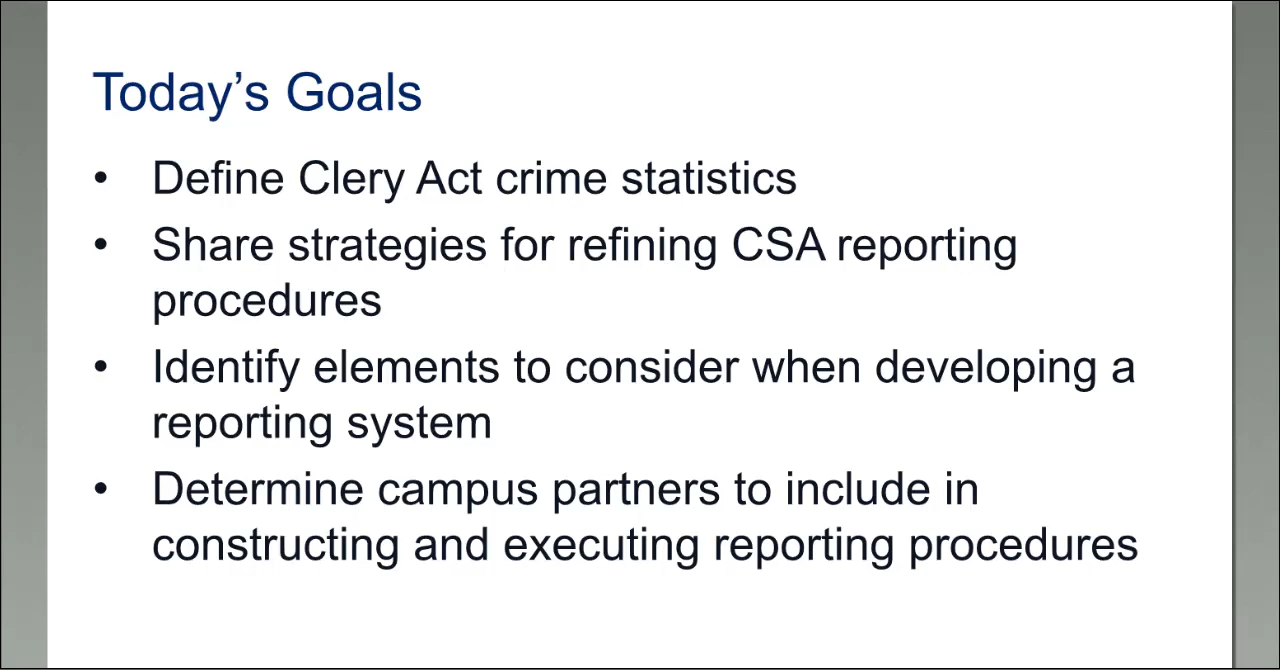 Today’s Goals
• Define Clery Act crime statistics
• Share strategies for refining CSA reporting
procedures
• Identify elements to consider when developing a
reporting system
• Determine campus partners to include in
constructing and executing reporting procedures